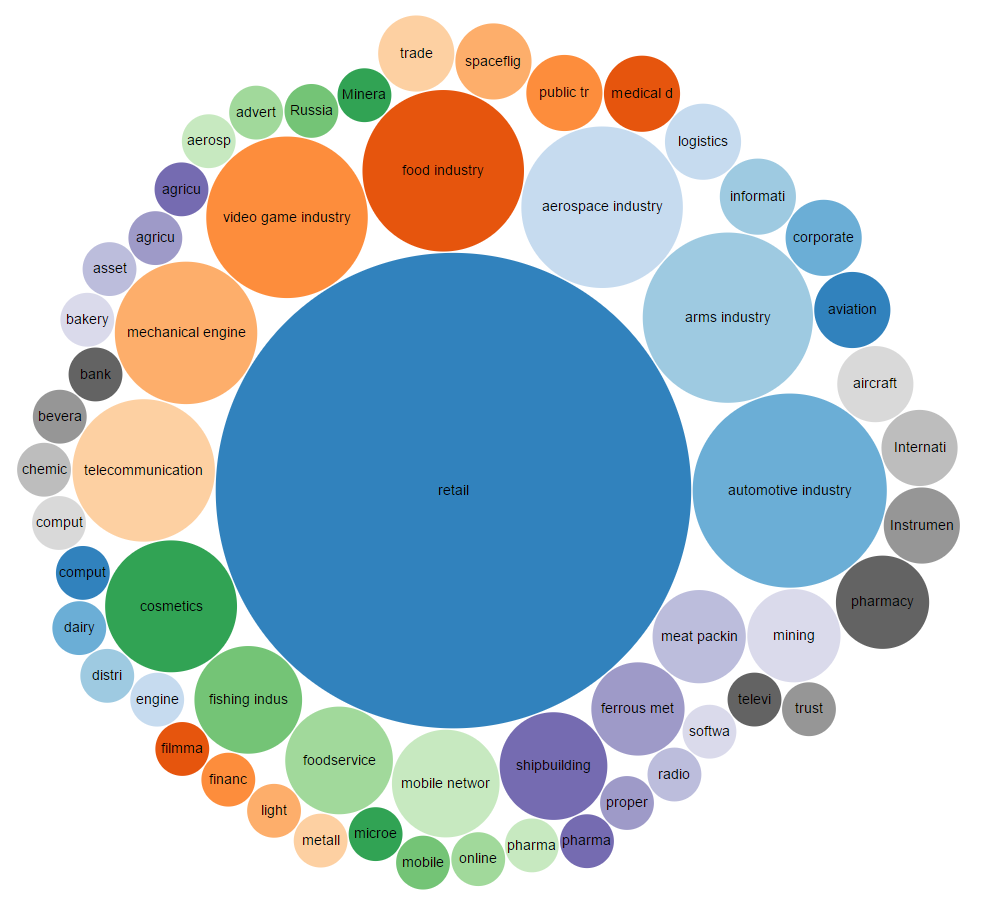 trade
spaceflig
public tr
medical d
Minera
Russia
advert
aerosp
logistics
food industry
agricu
informati
aerospace industry
video game industry
agricu
corporate
asset
aviation
arms industry
bakery
mechanical engine
bank
aircraft
bevera
Internati
chemic
telecommunication
retail
automotive industry
comput
Instrumen
comput
pharmacy
cosmetics
dairy
meat packin
mining
distri
engine
fishing indus
ferrous met
televi
trust
softwa
filmma
foodservice
shipbuilding
radio
financ
mobile networ
proper
light
metall
microe
mobile
online
pharma
pharma